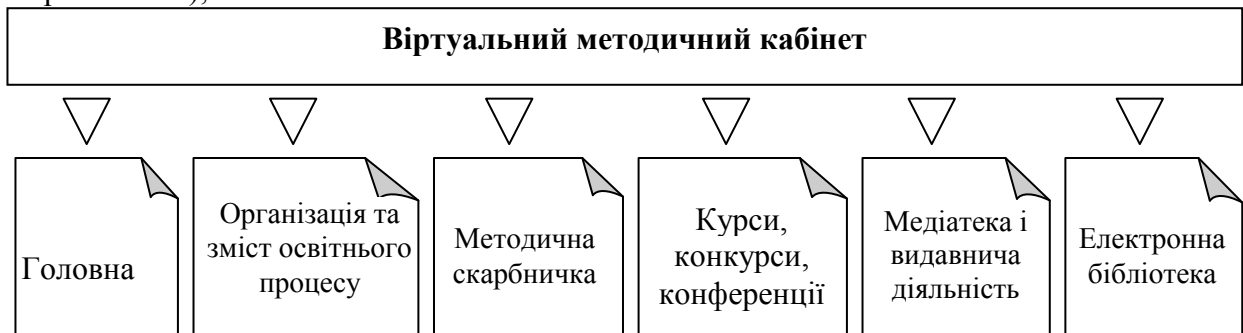 Віртуальний методичний кабінет
Головна
Організація та
зміст освітнього
процесу
Методична
скарбничка
Курси,
конкурси,
конференції
Медіатека і
видавнича
діяльність
Електронна
бібліотека